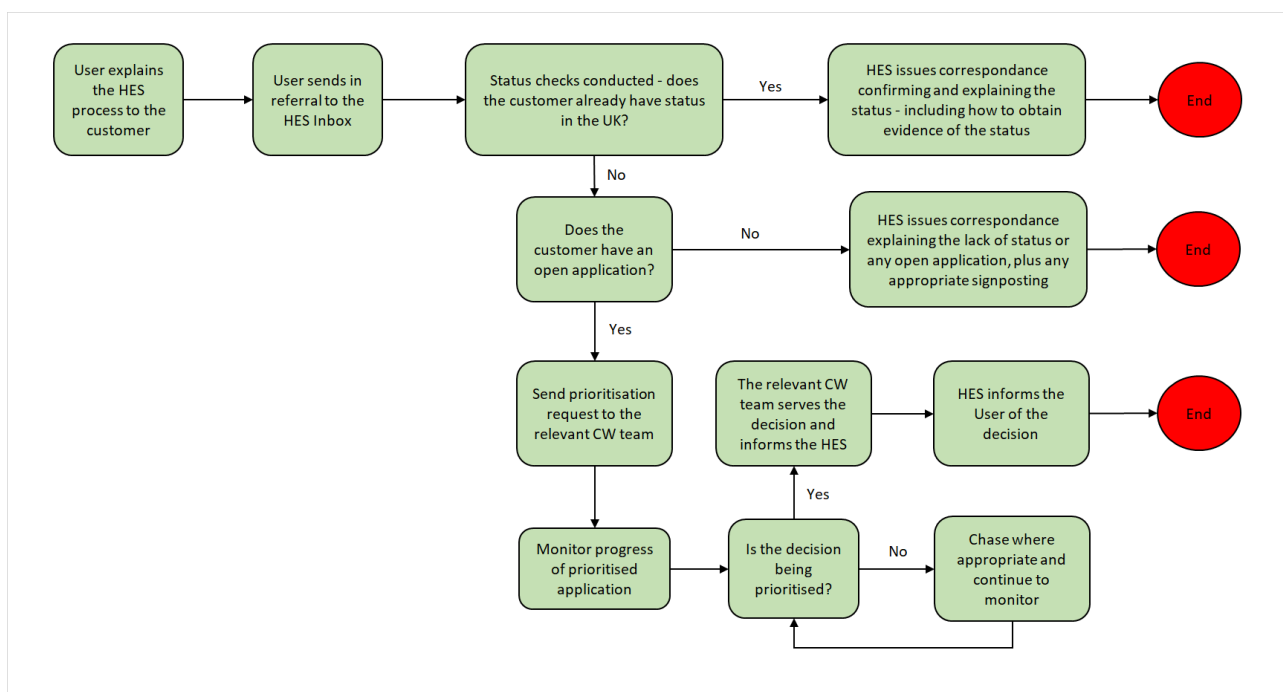 User explains
the HES
process to the
customer
User sends in
referral to the
HES Inbox
Status checks conducted - does
the customer already have status
in the UK?
Yes
HES issues correspondance
confirming and explaining the
status - including how to obtain
evidence of the status
End
No
Does the
customer have an
open application?
No
HES issues correspondance
explaining the lack of status or
any open application, plus any
appropriate signposting
End
Yes
Send prioritisation
request to the
relevant CW team
The relevant CW
team serves the
decision and
informs the HES
HES informs the
User of the
decision
End
Yes
Monitor progress
of prioritised
application
Is the decision
being
prioritised?
No
Chase where
appropriate and
continue to
monitor